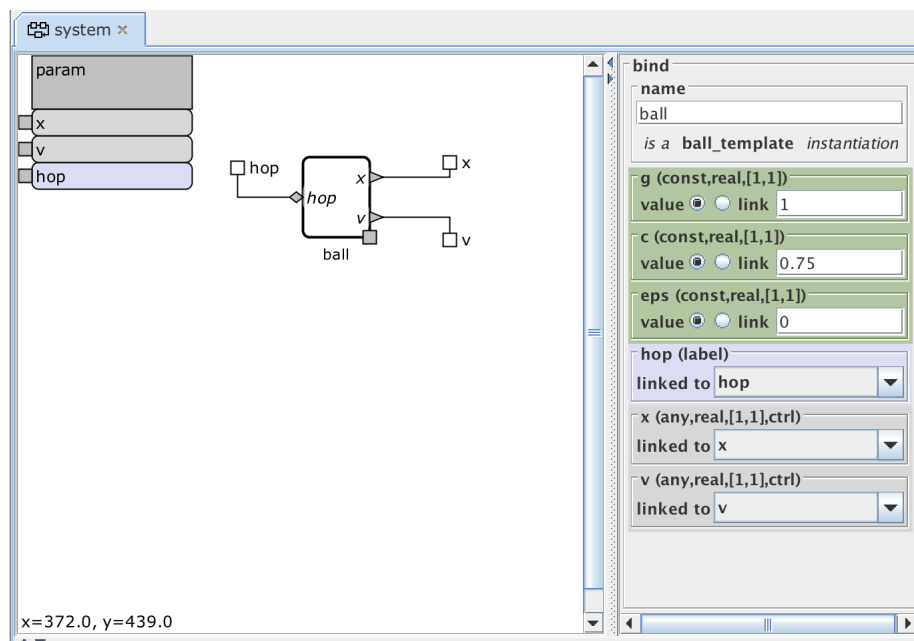 system
param
x
v
hop
hop
hop
x
v
x
v
ball
x=372.0, y=439.0
bind
name
ball
is a ball_template instantiation
g (const,real,[1,1])
value link 1
c (const,real,[1,1])
value link 0.75
eps (const,real,[1,1])
value link 0
hop (label)
linked to hop
x (any,real,[1,1],ctrl)
linked to x
v (any,real,[1,1],ctrl)
linked to v